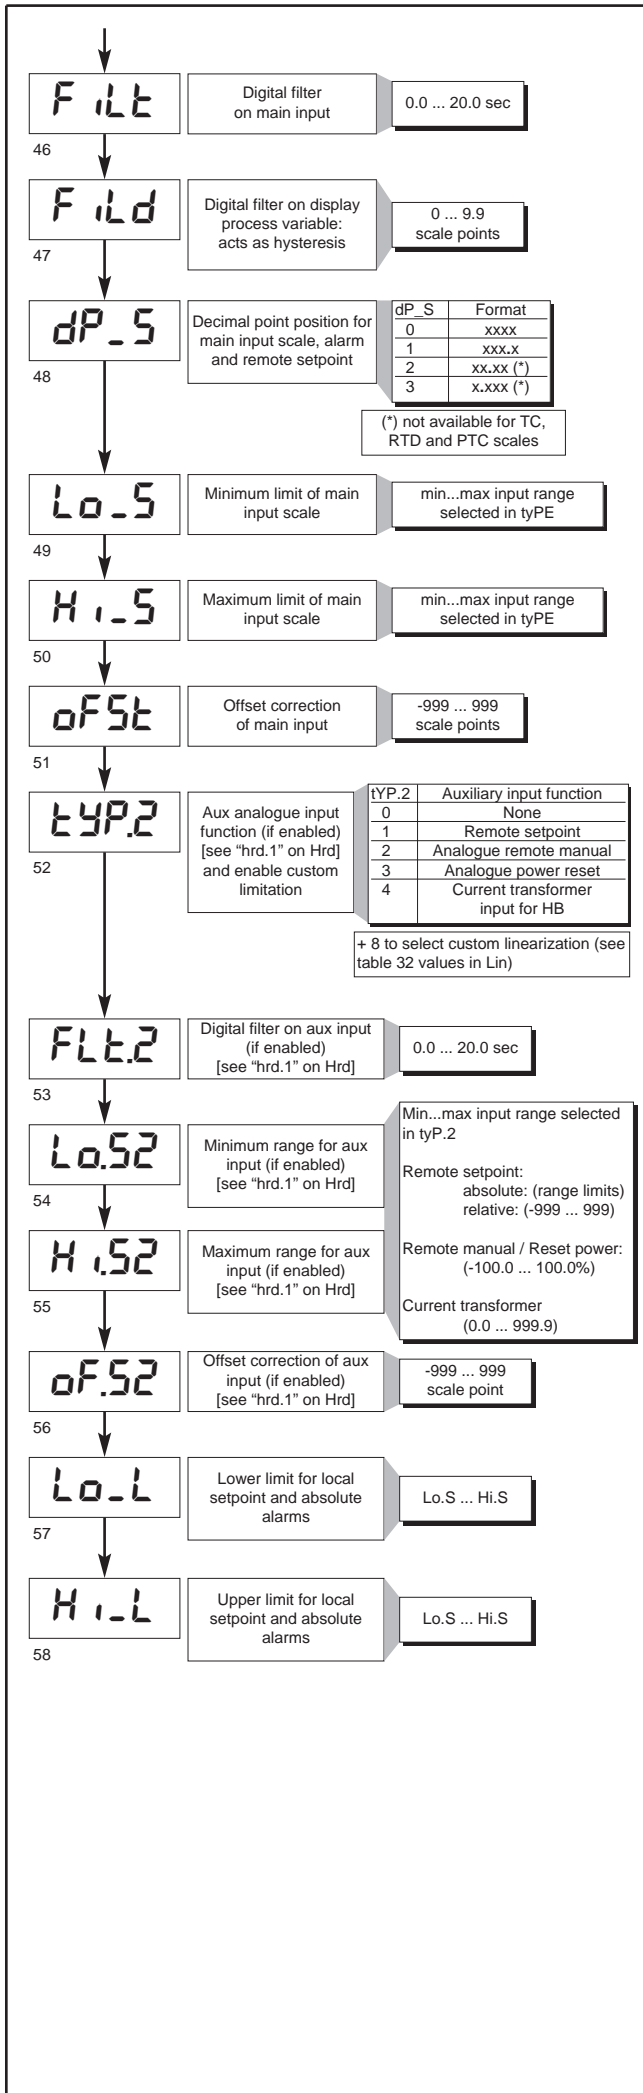 FiLt
Digital filter
on main input
0.0 ... 20.0 sec
46
FiLd
Digital filter on display
process variable:
acts as hysteresis
0 ... 9.9
scale points
47
dP_S
Decimal point position for
main input scale, alarm
and remote setpoint
dP_S Format
0 xxxx
1 xxx.x
2 xx.xx (*)
3 x.xxx (*)
48
(*) not available for TC,
RTD and PTC scales
Lo_S
Minimum limit of main
input scale
min...max input range
selected in tyPE
49
Hi_S
Maximum limit of main
input scale
min...max input range
selected in tyPE
50
oFSt
Offset correction
of main input
-999 ... 999
scale points
51
tYP.2
Aux analogue input
function (if enabled)
[see “hrd.1” on Hrd]
and enable custom
limitation
tYP.2 Auxiliary input function
0 None
1 Remote setpoint
2 Analogue remote manual
3 Analogue power reset
4 Current transformer
input for HB
52
+ 8 to select custom linearization (see
table 32 values in Lin)
FLt.2
Digital filter on aux input
(if enabled)
[see “hrd.1” on Hrd]
0.0 ... 20.0 sec
53
Lo.S2
Minimum range for aux
input (if enabled)
[see “hrd.1” on Hrd]
54
Hi.S2
Maximum range for aux
input (if enabled)
[see “hrd.1” on Hrd]
55
Min...max input range selected
in tyP.2
Remote setpoint:
absolute: (range limits)
relative: (-999 ... 999)
Remote manual / Reset power:
(-100.0 ... 100.0%)
Current transformer
(0.0 ... 999.9)
oF.S2
Offset correction of aux
input (if enabled)
[see “hrd.1” on Hrd]
-999 ... 999
scale point
56
Lo_L
Lower limit for local
setpoint and absolute
alarms
Lo.S ... Hi.S
57
Hi_L
Upper limit for local
setpoint and absolute
alarms
Lo.S ... Hi.S
58